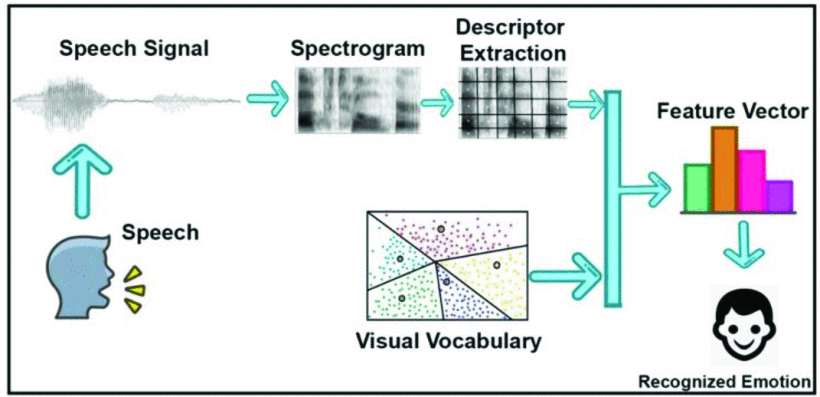 Speech Signal
Spectrogram
Descriptor
Extraction
Feature Vector
Speech
Visual Vocabulary
Recognized Emotion